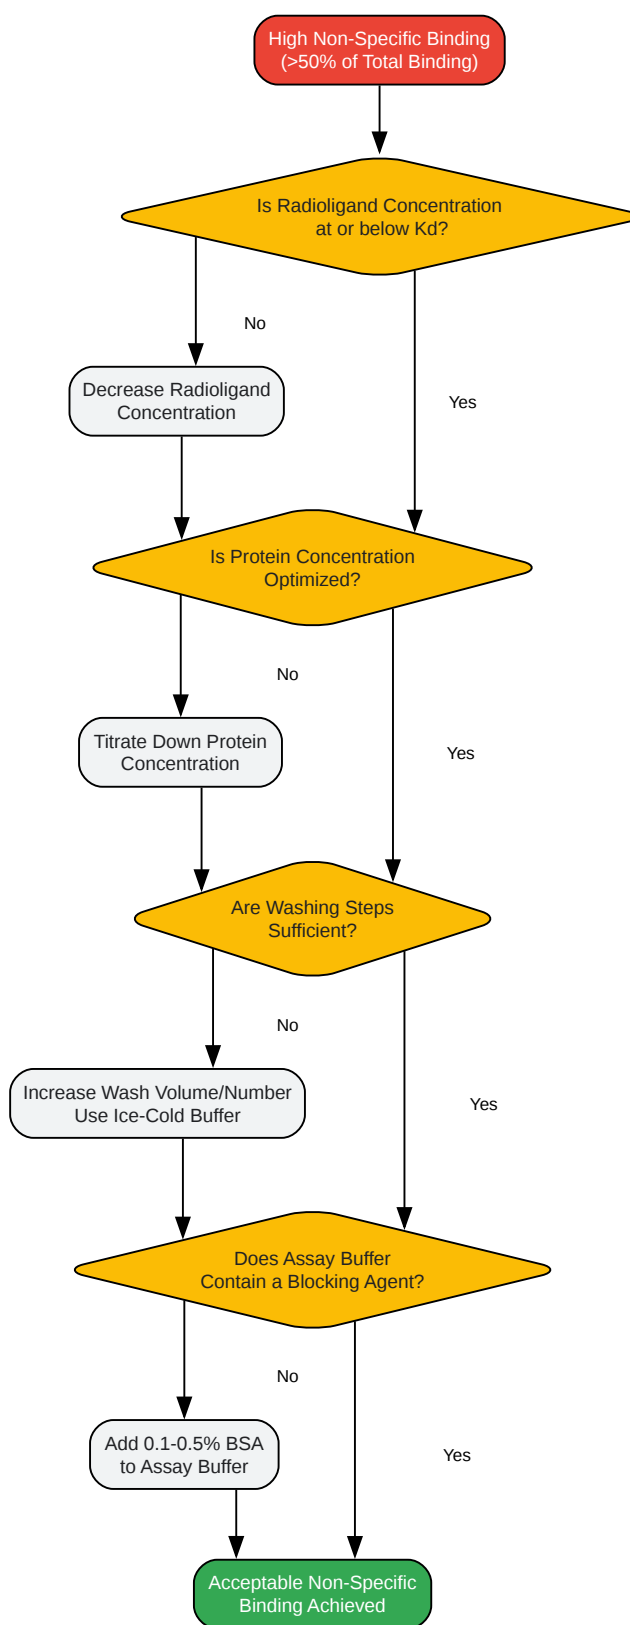 High Non-Specific Binding
(>50% of Total Binding)
Is Radioligand Concentration
at or below Kd?
No
Decrease Radioligand
Concentration
Yes
Is Protein Concentration
Optimized?
No
Titrate Down Protein
Concentration
Yes
Are Washing Steps
Sufficient?
No
Increase Wash Volume/Number
Use Ice-Cold Buffer
Yes
Does Assay Buffer
Contain a Blocking Agent?
No
Add 0.1-0.5% BSA
to Assay Buffer
Yes
Acceptable Non-Specific
Binding Achieved